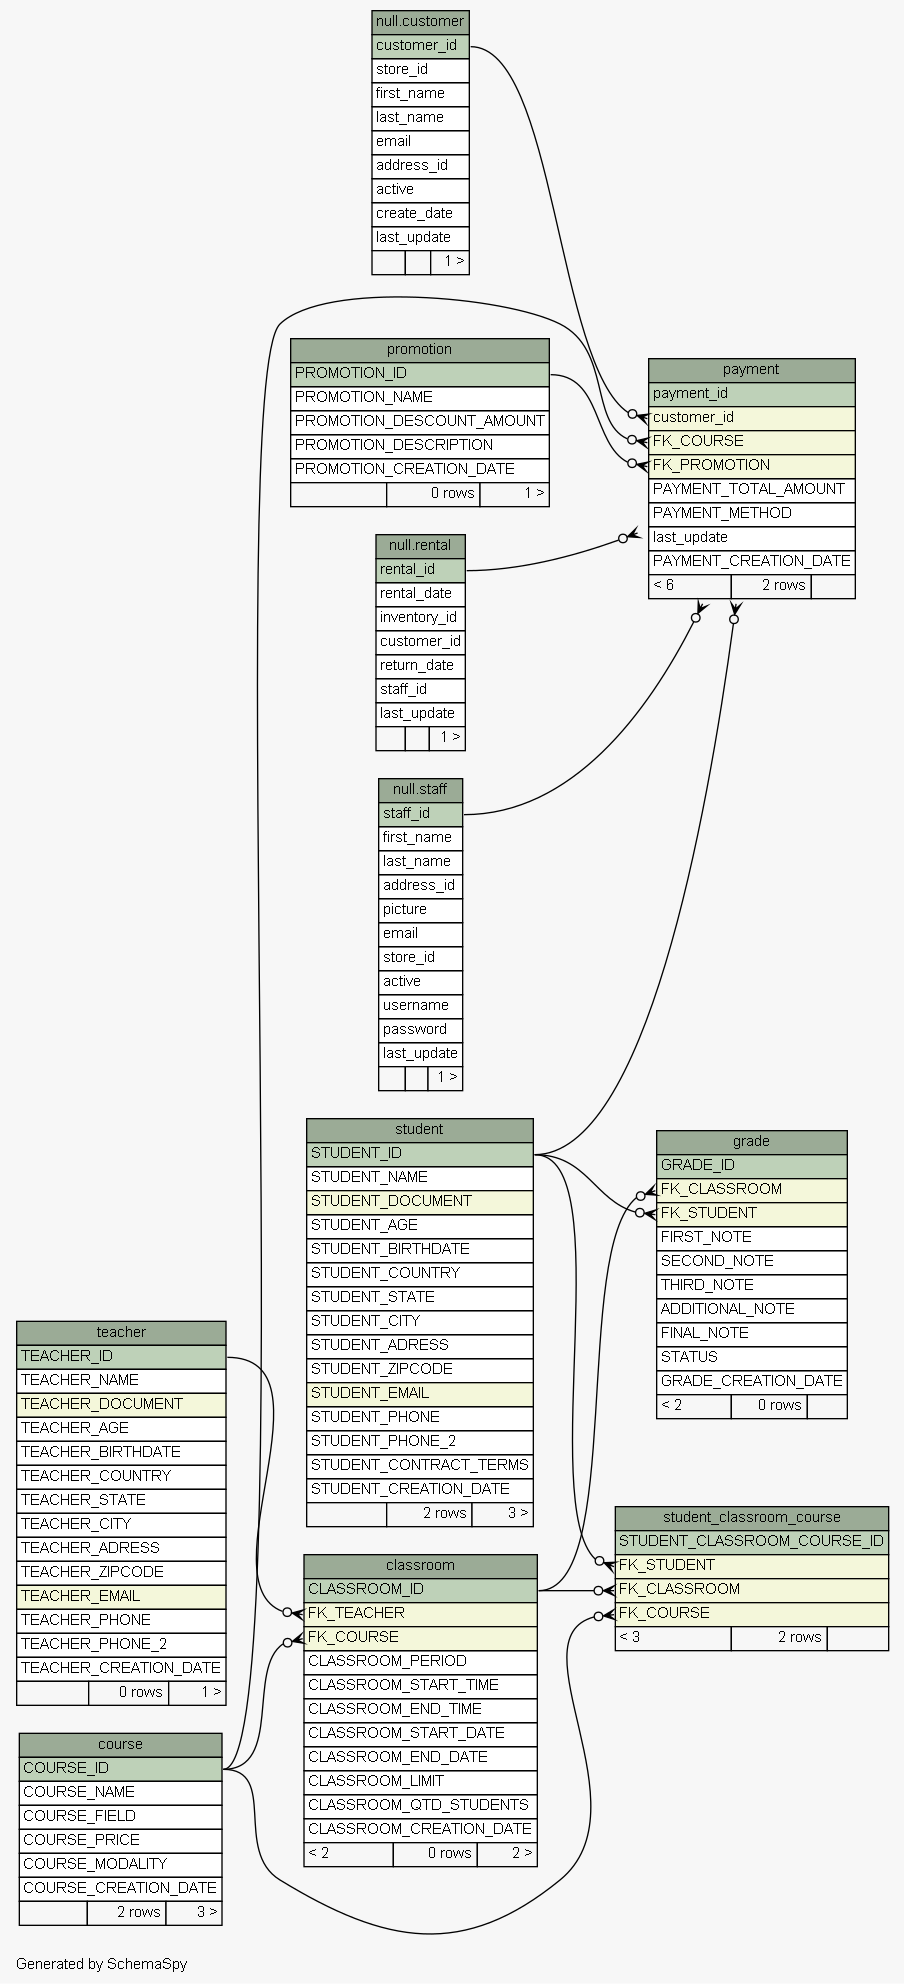 null.customer
customer_id
store_id
first_name
last_name
email
address_id
active
create_date
last_update
1 >
promotion
PROMOTION_ID
PROMOTION_NAME
PROMOTION_DESCOUNT_AMOUNT
PROMOTION_DESCRIPTION
PROMOTION_CREATION_DATE
0 rows 1 >
payment
payment_id
customer_id
FK_COURSE
FK_PROMOTION
PAYMENT_TOTAL_AMOUNT
PAYMENT_METHOD
last_update
PAYMENT_CREATION_DATE
< 6 2 rows
null.rental
rental_id
rental_date
inventory_id
customer_id
return_date
staff_id
last_update
1 >
null.staff
staff_id
first_name
last_name
address_id
picture
email
store_id
active
username
password
last_update
1 >
student
STUDENT_ID
STUDENT_NAME
STUDENT_DOCUMENT
STUDENT_AGE
STUDENT_BIRTHDATE
STUDENT_COUNTRY
STUDENT_STATE
STUDENT_CITY
STUDENT_ADRESS
STUDENT_ZIPCODE
STUDENT_EMAIL
STUDENT_PHONE
STUDENT_PHONE_2
STUDENT_CONTRACT_TERMS
STUDENT_CREATION_DATE
2 rows 3 >
grade
GRADE_ID
FK_CLASSROOM
FK_STUDENT
FIRST_NOTE
SECOND_NOTE
THIRD_NOTE
ADDITIONAL_NOTE
FINAL_NOTE
STATUS
GRADE_CREATION_DATE
< 2 0 rows
teacher
TEACHER_ID
TEACHER_NAME
TEACHER_DOCUMENT
TEACHER_AGE
TEACHER_BIRTHDATE
TEACHER_COUNTRY
TEACHER_STATE
TEACHER_CITY
TEACHER_ADRESS
TEACHER_ZIPCODE
TEACHER_EMAIL
TEACHER_PHONE
TEACHER_PHONE_2
TEACHER_CREATION_DATE
0 rows 1 >
student_classroom_course
STUDENT_CLASSROOM_COURSE_ID
FK_STUDENT
FK_CLASSROOM
FK_COURSE
< 3 2 rows
classroom
CLASSROOM_ID
FK_TEACHER
FK_COURSE
CLASSROOM_PERIOD
CLASSROOM_START_TIME
CLASSROOM_END_TIME
CLASSROOM_START_DATE
CLASSROOM_END_DATE
CLASSROOM_LIMIT
CLASSROOM_QTD_STUDENTS
CLASSROOM_CREATION_DATE
< 2 0 rows 2 >
course
COURSE_ID
COURSE_NAME
COURSE_FIELD
COURSE_PRICE
COURSE_MODALITY
COURSE_CREATION_DATE
2 rows 3 >
Generated by SchemaSpy